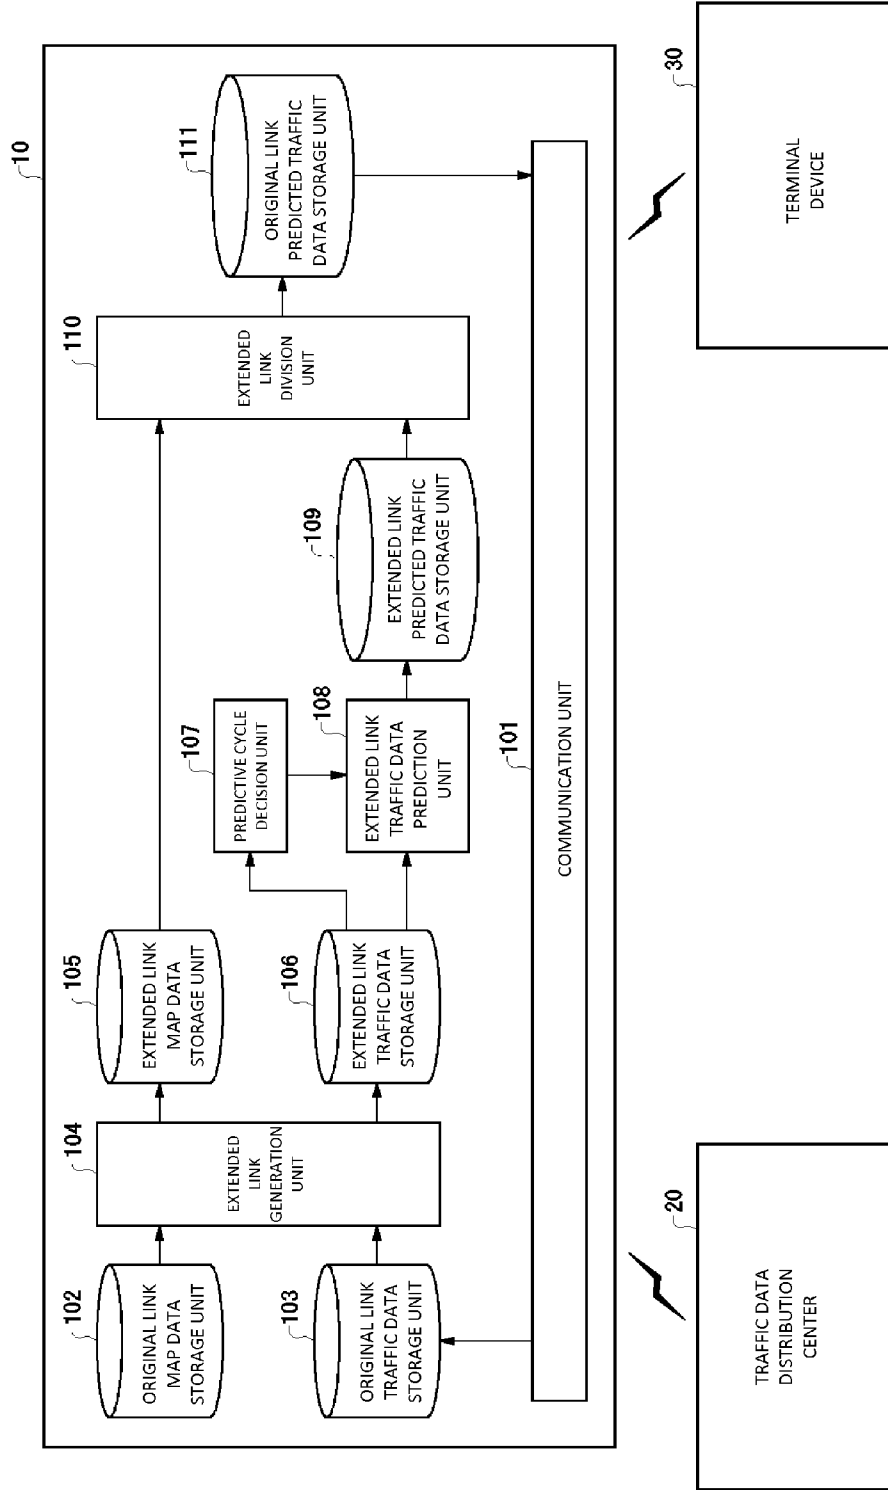 10
102
ORIGINAL LINK
MAP DATA
STORAGE UNIT
103
ORIGINAL LINK
TRAFFIC DATA
STORAGE UNIT
104
EXTENDED
LINK
GENERATION
UNIT
105
EXTENDED LINK
MAP DATA
STORAGE UNIT
106
EXTENDED LINK
TRAFFIC DATA
STORAGE UNIT
107
PREDICTIVE CYCLE
DECISION UNIT
108
EXTENDED LINK
TRAFFIC DATA
PREDICTION
UNIT
109
EXTENDED LINK
PREDICTED TRAFFIC
DATA STORAGE UNIT
110
EXTENDED
LINK
DIVISION
UNIT
111
ORIGINAL LINK
PREDICTED TRAFFIC
DATA STORAGE UNIT
101
COMMUNICATION UNIT
20
TRAFFIC DATA
DISTRIBUTION
CENTER
30
TERMINAL
DEVICE